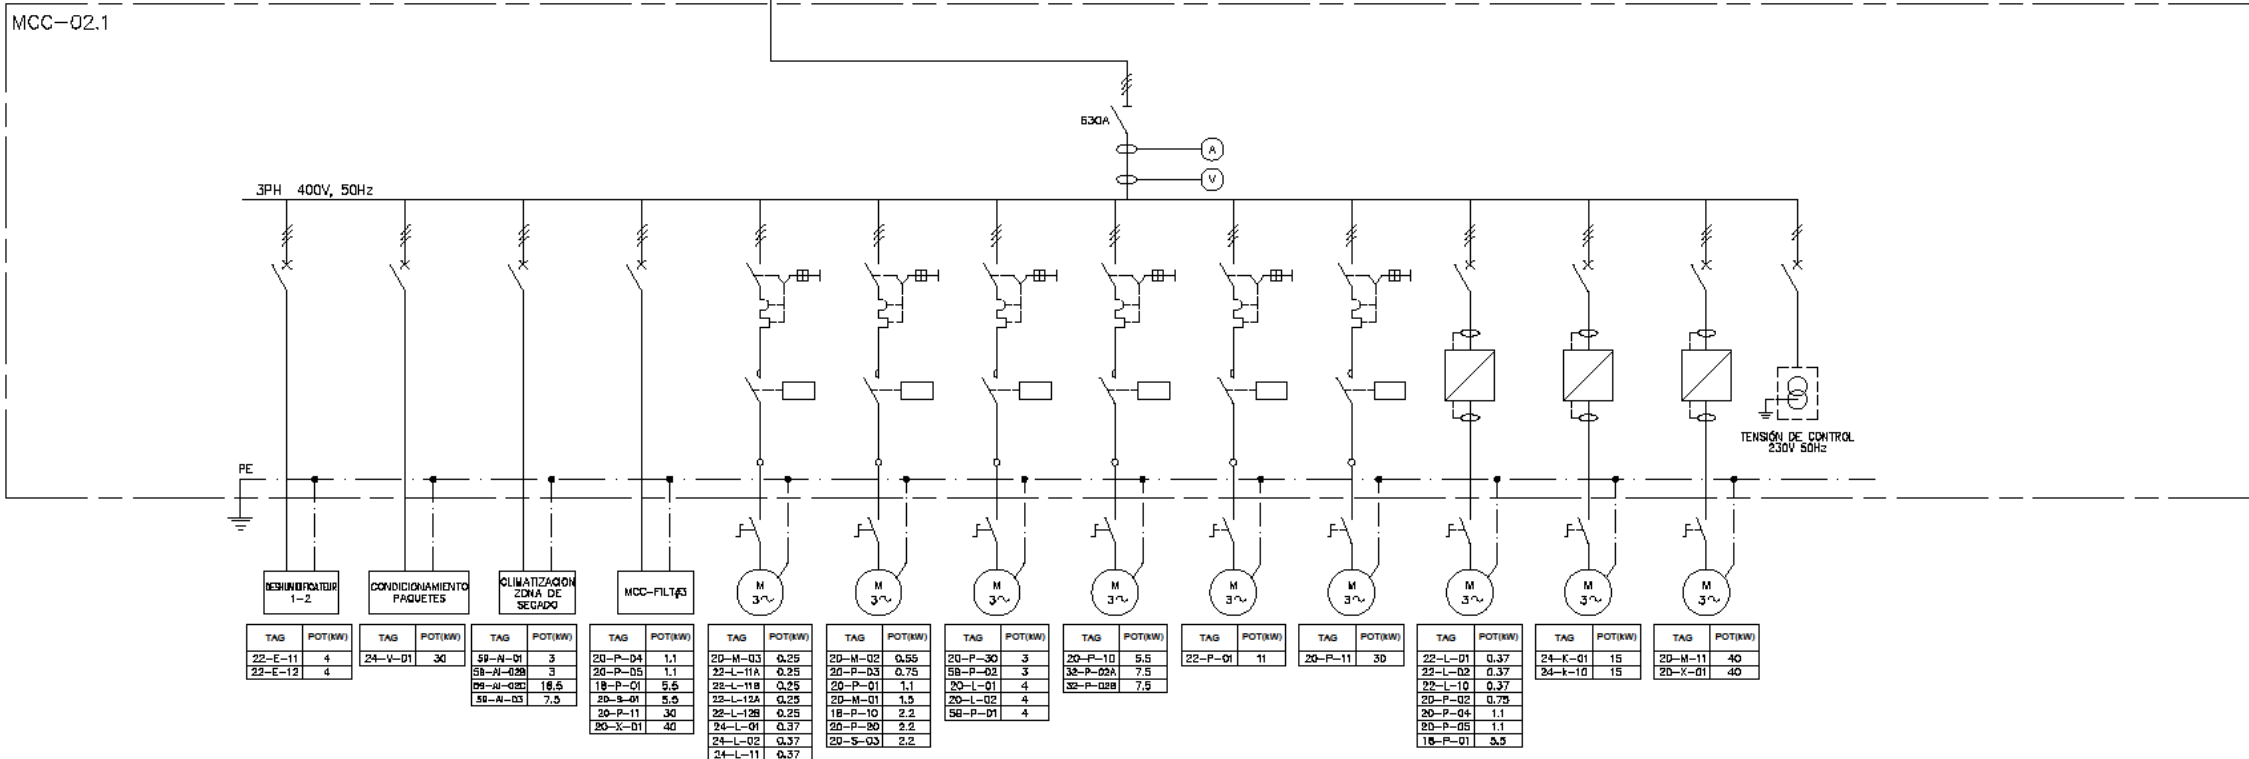 MCC-02.1
630A
A
V
3PH 400V, 50Hz
TENSIÓN DE CONTROL
230V 50Hz
PE
1-2
CONDICIONAMIENTO
PAQUETES
CLIMATIZACION
ZONA DE
SECADO
M
3~
M
3~
M
3~
M
3~
M
3~
M
3~
M
3~
M
3~
M
3~
TAG POT(kW)
22-E-11 4
22-E-12 4
TAG POT(kW)
24-V-01 30
TAG POT(kW)
59-AI-01 3
59-AI-02B 3
59-AI-02C 18.5
59-AI-03 7.5
TAG POT(kW)
20-P-04 1.1
20-P-05 1.1
18-P-01 5.5
20-S-01 5.5
20-P-11 30
20-X-01 40
TAG POT(kW)
20-M-03 0.25
22-L-11A 0.25
22-L-11B 0.25
22-L-12A 0.25
22-L-12B 0.25
24-L-01 0.37
24-L-02 0.37
24-L-11 0.37
TAG POT(kW)
20-M-02 0.55
20-P-03 0.75
20-P-01 1.1
20-M-01 1.5
18-P-10 2.2
20-P-20 2.2
20-S-03 2.2
TAG POT(kW)
20-P-30 3
58-P-02 3
20-L-01 4
20-L-02 4
58-P-01 4
TAG POT(kW)
20-P-10 5.5
32-P-02A 7.5
32-P-02B 7.5
TAG POT(kW)
22-P-01 11
TAG POT(kW)
20-P-11 30
TAG POT(kW)
22-L-01 0.37
22-L-02 0.37
22-L-10 0.37
20-P-02 0.75
20-P-04 1.1
20-P-05 1.1
18-P-01 5.5
TAG POT(kW)
24-K-01 15
24-K-10 15
TAG POT(kW)
20-M-11 40
20-X-01 40